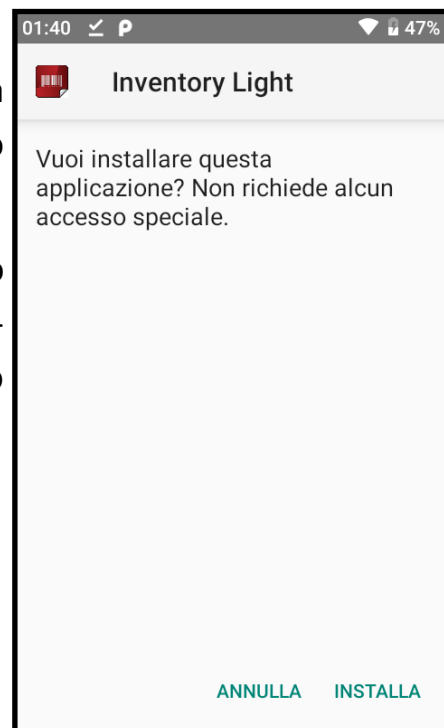 01:40 47%
Inventory Light
Vuoi installare questa
applicazione? Non richiede alcun
accesso speciale.
ANNULLA INSTALLA